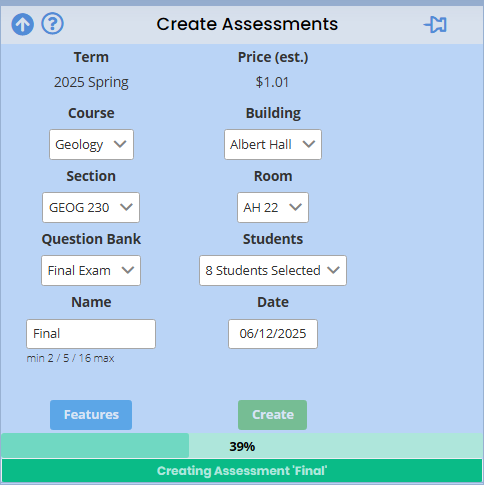 Create Assessments
Term
Price (est.)
2025 Spring
$1.01
Course
Building
Geology
Albert Hall
Section
Room
GEOG 230
AH 22
Question Bank
Students
Final Exam
8 Students Selected
Name
Date
Final
06/12/2025
min 2 / 5 / 16 max
Features
Create
39%
Creating Assessment 'Final'